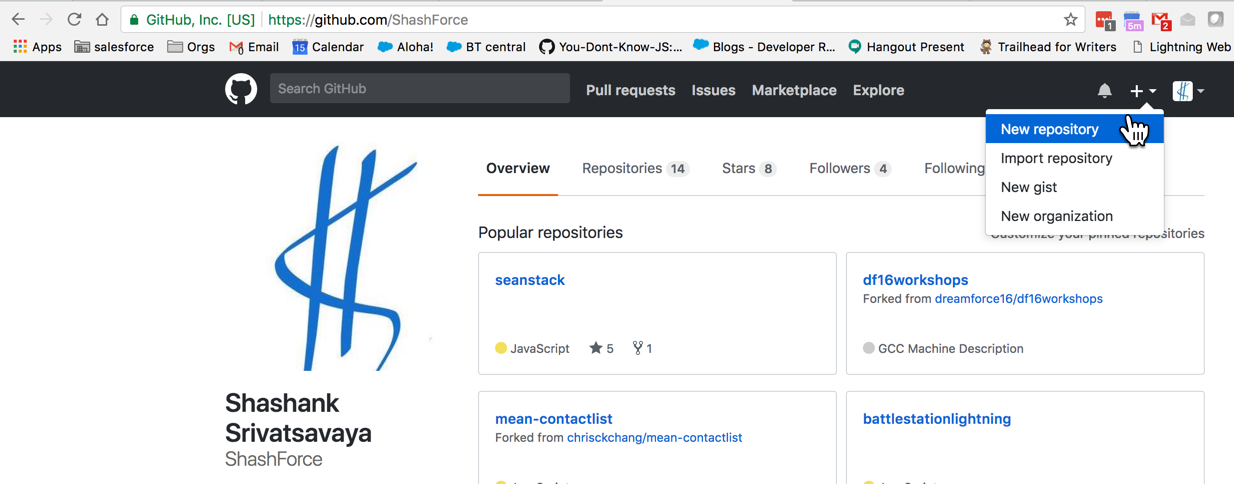 GitHub, Inc. [US] https://github.com/ShashForce 1 5m 2
Apps salesforce Orgs Email 15 Calendar Aloha! BT central You-Dont-Know-JS:... Blogs - Developer R... Hangout Present Trailhead for Writers Lightning Web
Search GitHub Pull requests Issues Marketplace Explore
New repository
Import repository
New gist
New organization
Overview Repositories 14 Stars 8 Followers 4 Following
Popular repositories Customize your pinned repositories
seanstack
JavaScript 5 1
df16workshops
Forked from dreamforce16/df16workshops
GCC Machine Description
mean-contactlist
Forked from chrisckchang/mean-contactlist
battlestationlightning
Shashank
Srivatsavaya
ShashForce